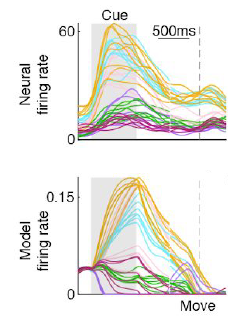 Cue
60
500ms
Neural
firing rate
0
0.15
Model
firing rate
0
Move